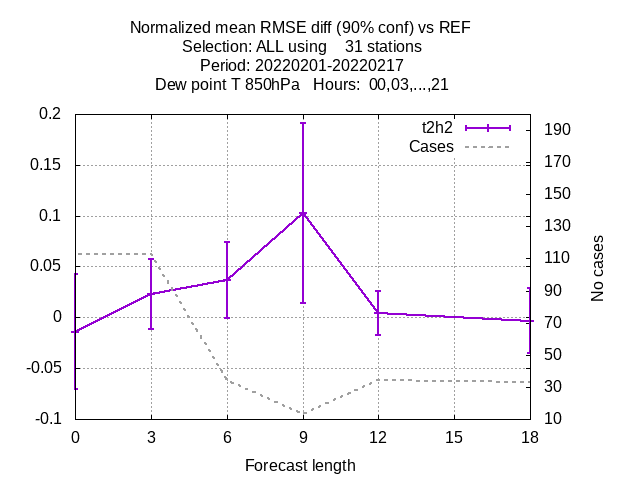 Normalized mean RMSE diff (90% conf) vs REF
Selection: ALL using    31 stations
Period: 20220201-20220217
Dew point T 850hPa   Hours:  00,03,...,21
t2h2
Cases
0.2
0.15
0.1
0.05
0
-0.05
-0.1
190
170
150
130
110
90
70
50
30
10
No cases
0 3 6 9 12 15 18
Forecast length